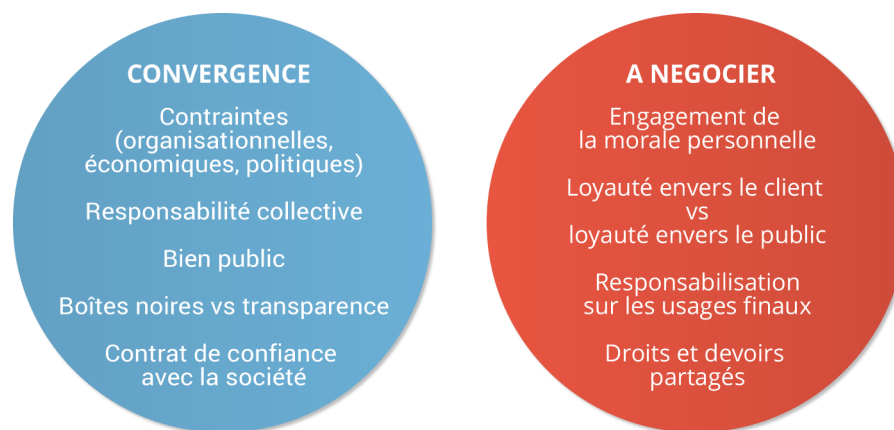 CONVERGENCE
Contraintes
(organisationnelles,
économiques, politiques)
Responsabilité collective
Bien public
Boîtes noires vs transparence
Contrat de confiance
avec la société
A NEGOCIER
Engagement de
la morale personnelle
Loyauté envers le client
vs
loyauté envers le public
Responsabilisation
sur les usages finaux
Droits et devoirs
partagés